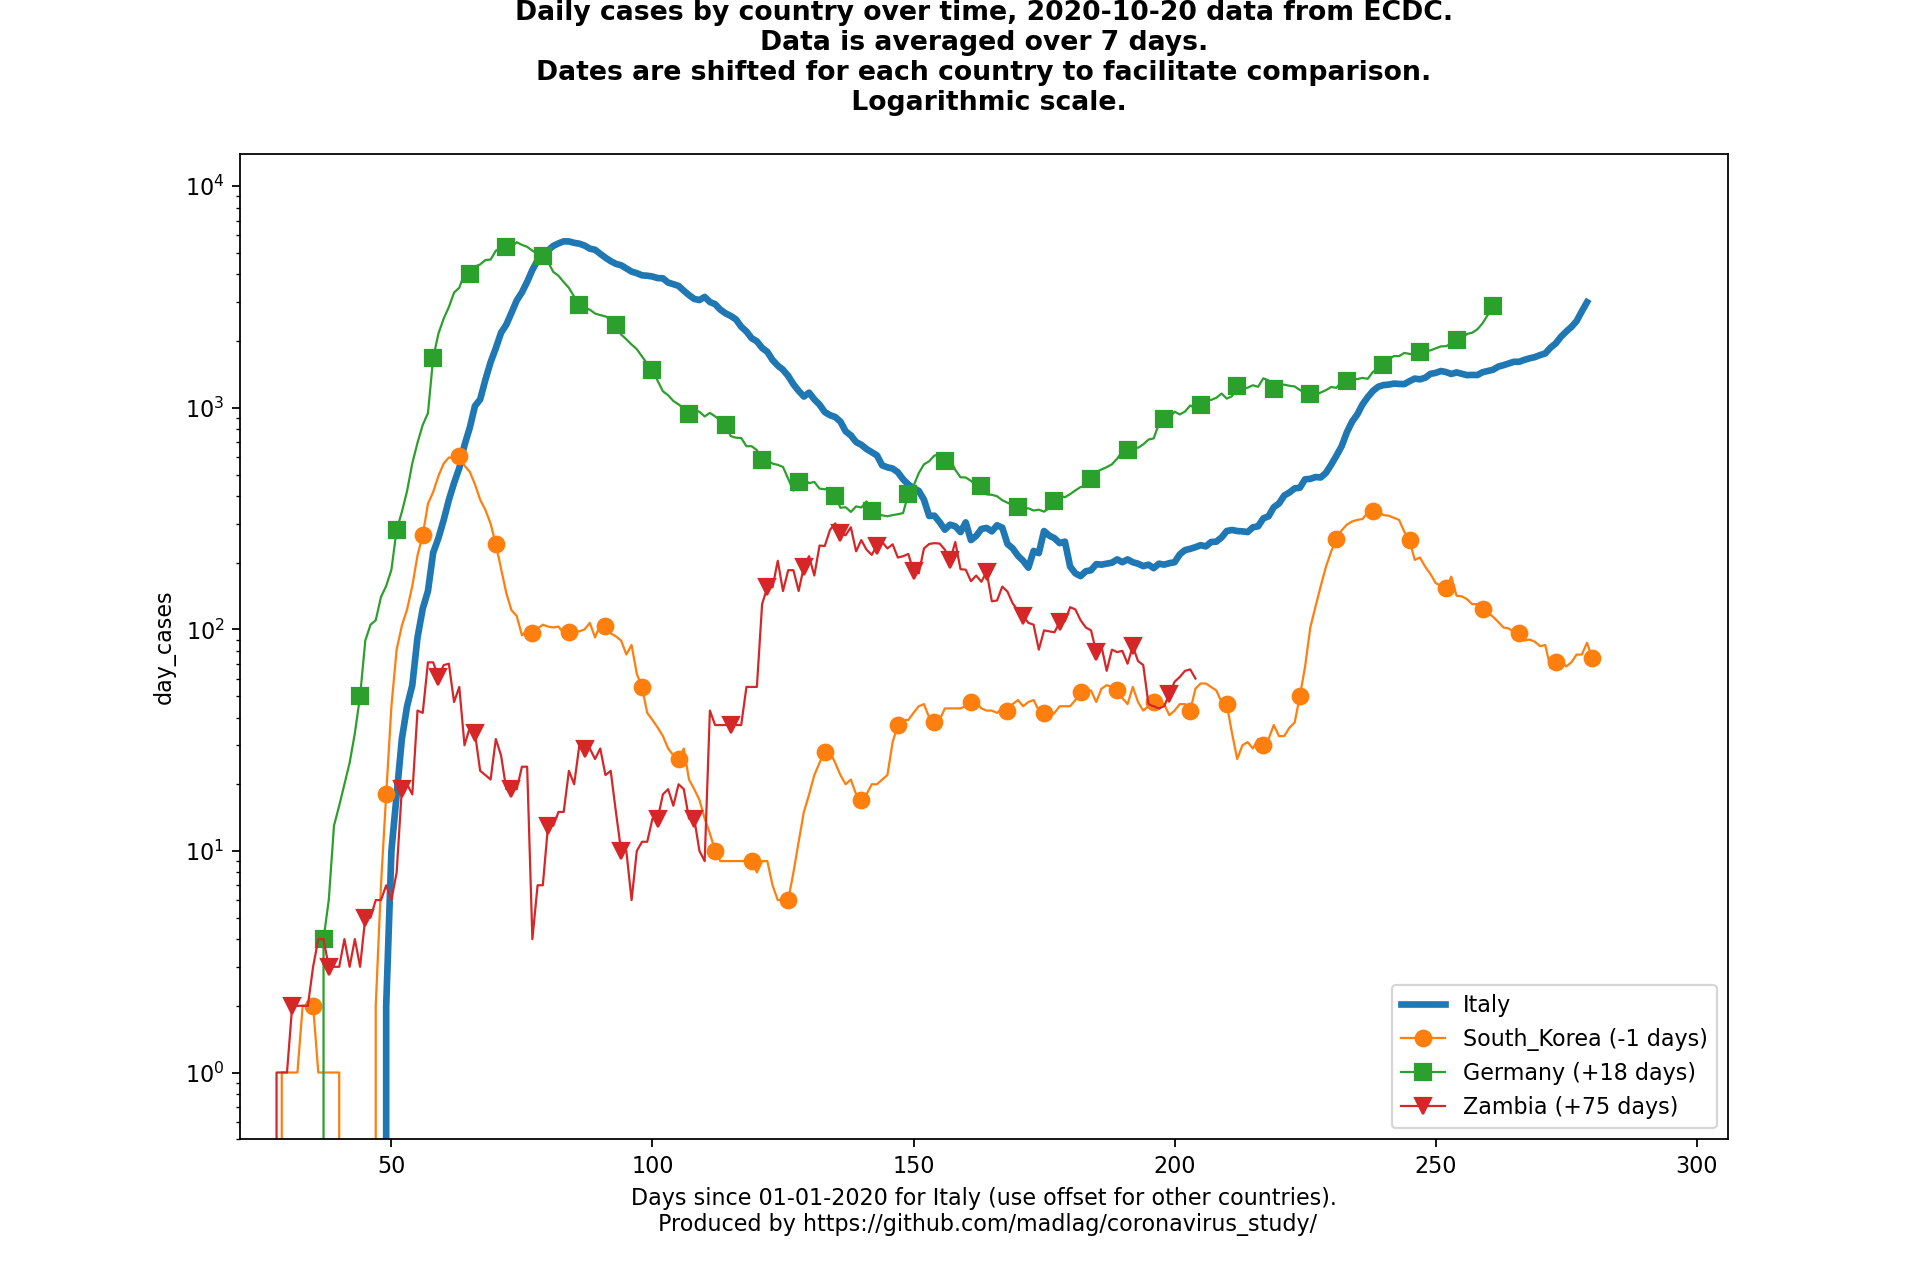 Daily cases by country over time, 2020-10-20 data from ECDC.
Data is averaged over 7 days.
Dates are shifted for each country to facilitate comparison.
Logarithmic scale.
10^4
10^3
10^2
10^1
10^0
day_cases
50
100
150
200
250
300
Italy
South_Korea (-1 days)
Germany (+18 days)
Zambia (+75 days)
Days since 01-01-2020 for Italy (use offset for other countries).
Produced by https://github.com/madlag/coronavirus_study/